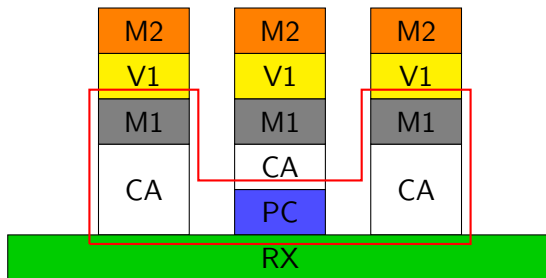 M2 M2 M2
V1 V1 V1
M1 M1 M1
CA CA CA
PC
RX